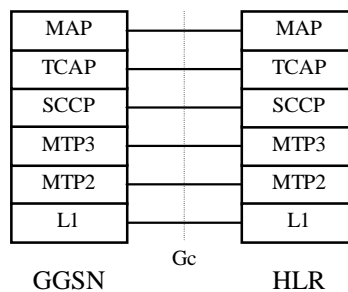 MAP MAP
TCAP TCAP
SCCP SCCP
MTP3 MTP3
MTP2 MTP2
L1 L1
Gc
GGSN HLR